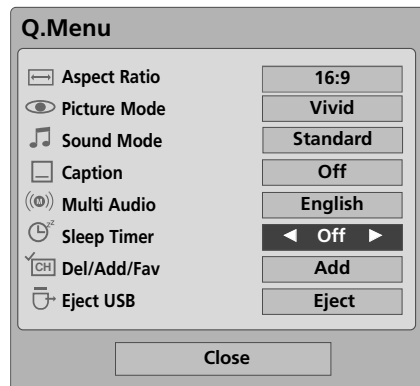 Q.Menu
Aspect Ratio 16:9
Picture Mode Vivid
Sound Mode Standard
Caption Off
Multi Audio English
Sleep Timer ◀ Off ▶
CH Del/Add/Fav Add
Eject USB Eject
Close